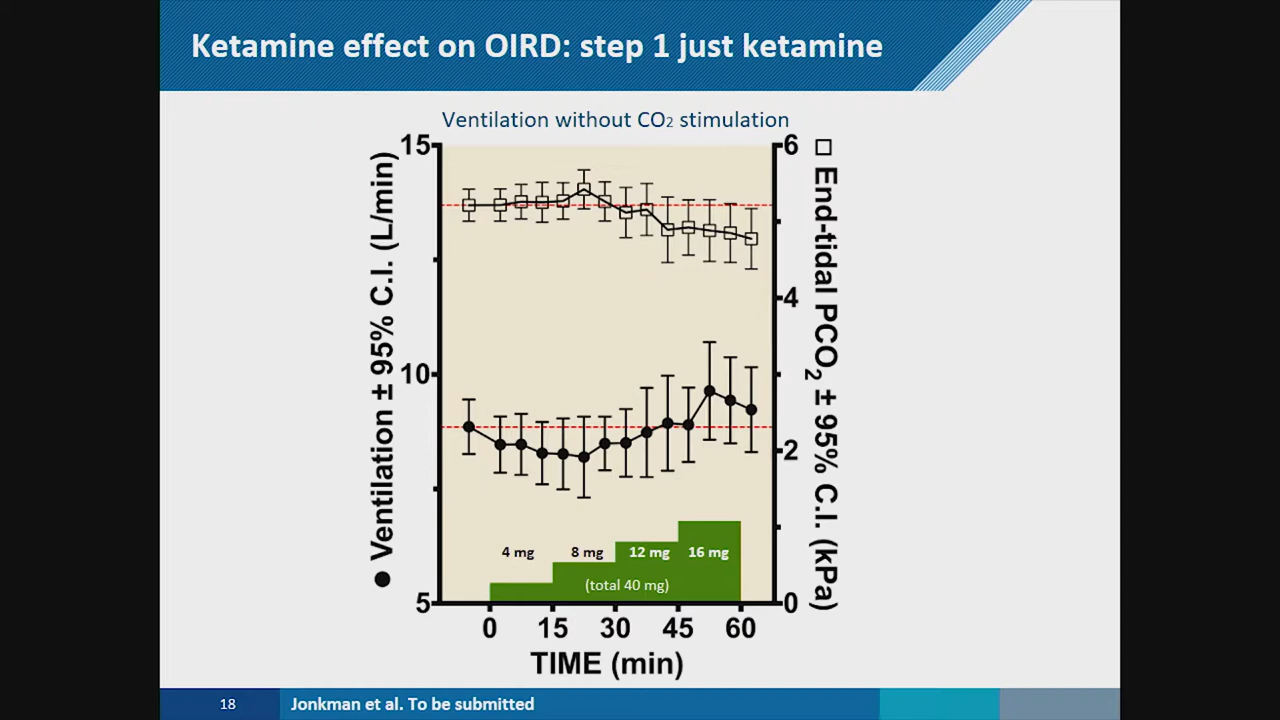 Ketamine effect on OIRD: step 1 just ketamine
Ventilation without CO₂ stimulation
● Ventilation ± 95% C.I. (L/min)
15
10
5
□ End-tidal PCO₂ ± 95% C.I. (kPa)
6
4
2
0
4 mg 8 mg 12 mg 16 mg
(total 40 mg)
0 15 30 45 60
TIME (min)
18 Jonkman et al. To be submitted